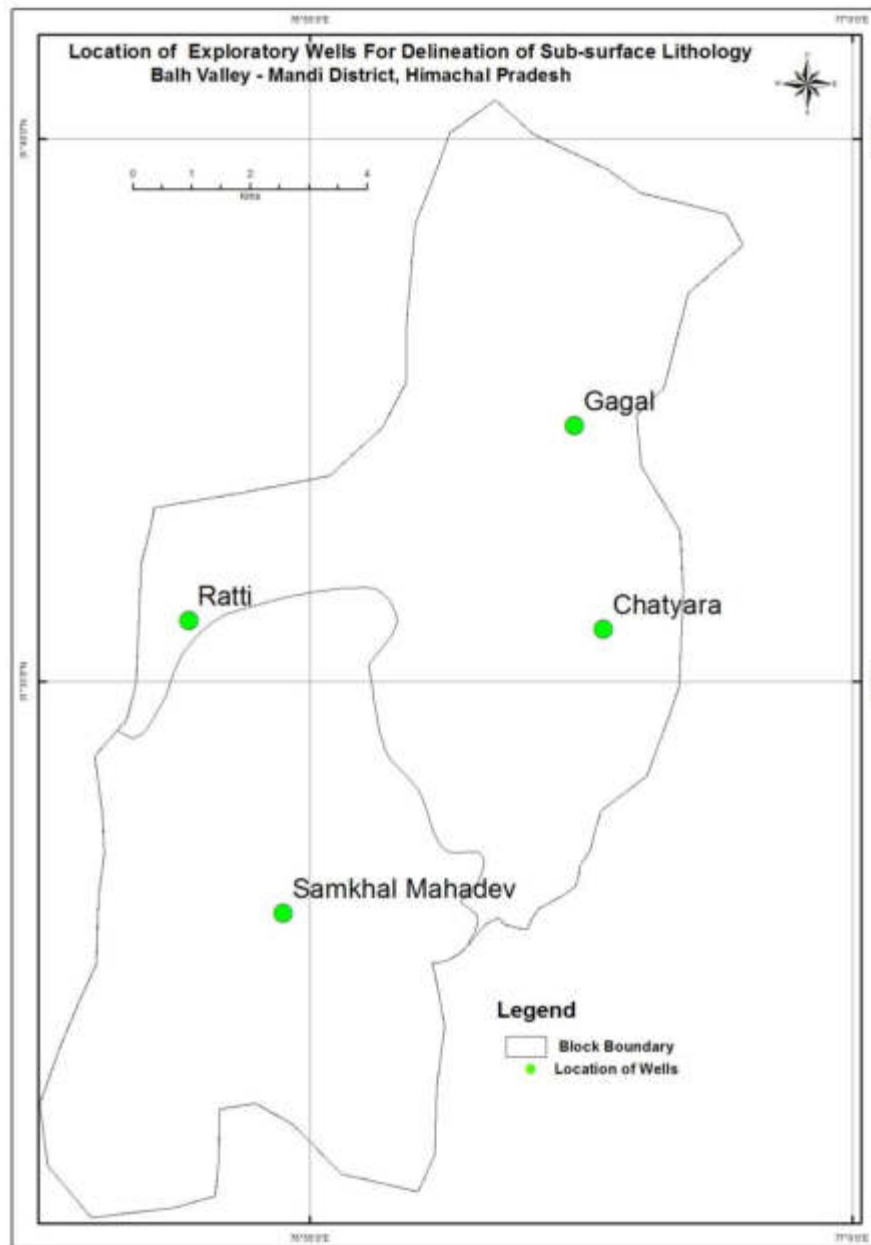 Location of Exploratory Wells For Delineation of Sub-surface Lithology
Balh Valley - Mandi District, Himachal Pradesh
0 1 2 4
Kms
Gagal
Ratti
Chatyara
Samkhal Mahadev
Legend
Block Boundary
Location of Wells